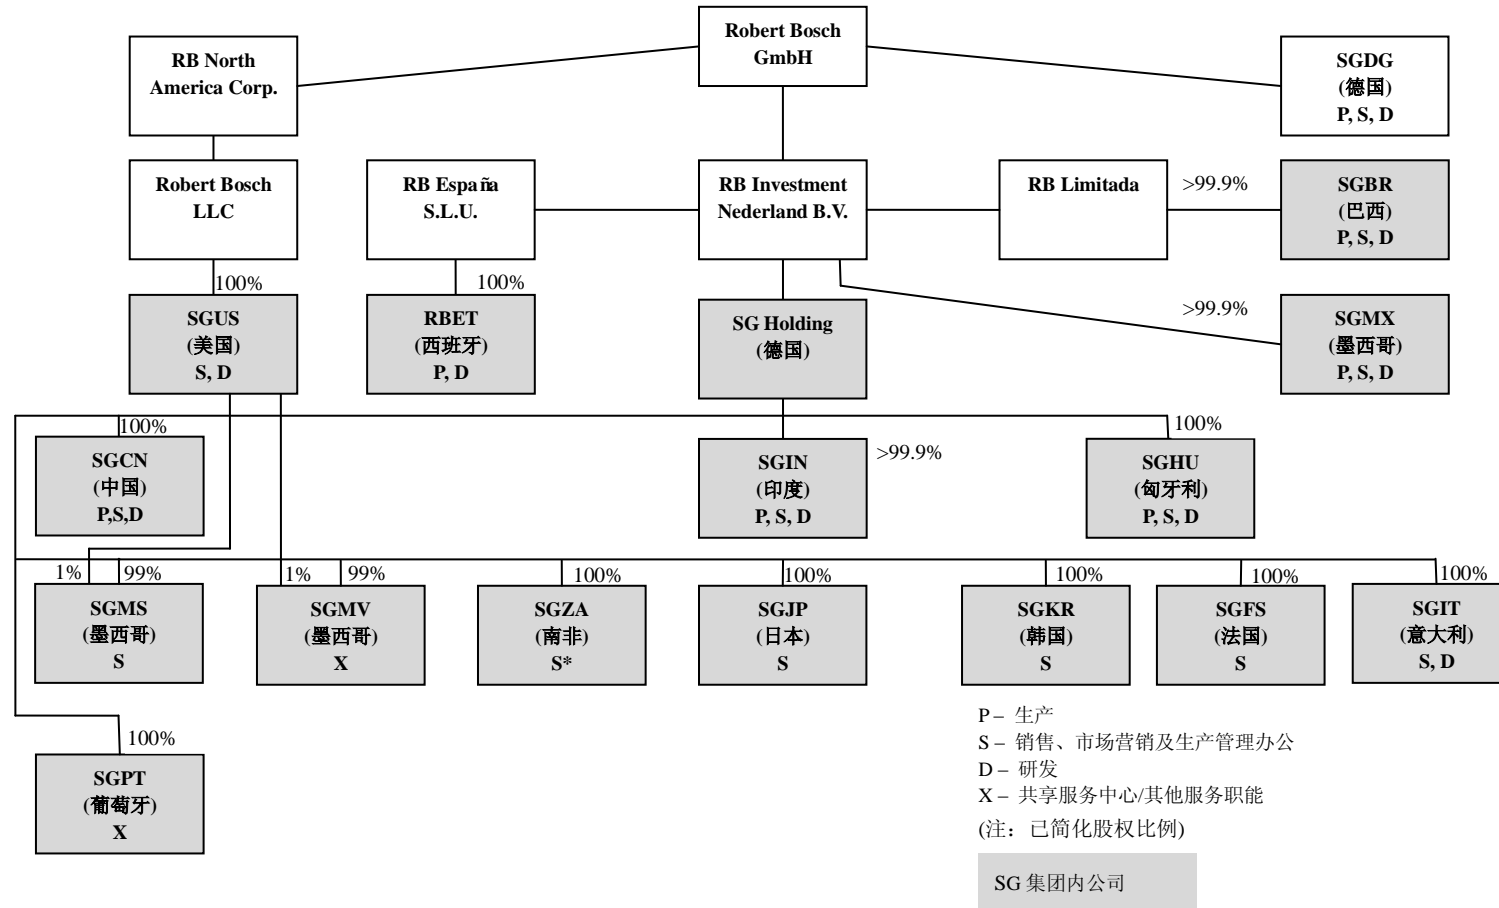 Robert Bosch
GmbH
RB North
America Corp.
SGDG
(德国)
P, S, D
Robert Bosch
LLC
RB España
S.L.U.
RB Investment
Nederland B.V.
RB Limitada
>99.9%
SGBR
(巴西)
P, S, D
100%
SGUS
(美国)
S, D
100%
RBET
(西班牙)
P, D
SG Holding
(德国)
>99.9%
SGMX
(墨西哥)
P, S, D
100%
SGCN
(中国)
P,S,D
SGIN
(印度)
P, S, D
>99.9%
100%
SGHU
(匈牙利)
P, S, D
1%
99%
SGMS
(墨西哥)
S
1%
99%
SGMV
(墨西哥)
X
100%
SGZA
(南非)
S*
100%
SGJP
(日本)
S
100%
SGKR
(韩国)
S
100%
SGFS
(法国)
S
100%
SGIT
(意大利)
S, D
100%
SGPT
(葡萄牙)
X
P – 生产
S – 销售、市场营销及生产管理办公
D – 研发
X – 共享服务中心/其他服务职能
(注：已简化股权比例)
SG 集团内公司